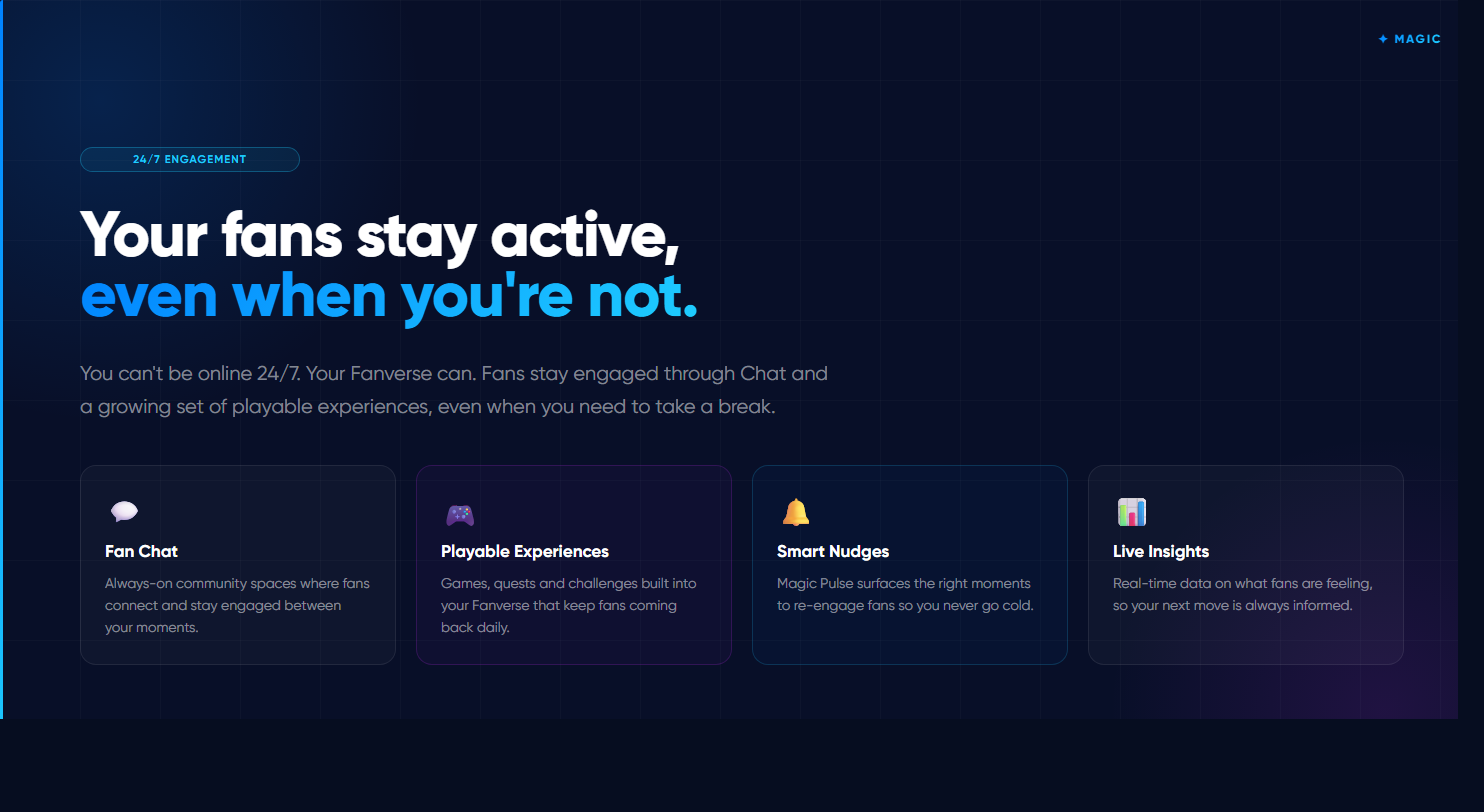 ✦ MAGIC
24/7 ENGAGEMENT
Your fans stay active,
even when you're not.
You can't be online 24/7. Your Fanverse can. Fans stay engaged through Chat and
a growing set of playable experiences, even when you need to take a break.
Fan Chat
Always-on community spaces where fans
connect and stay engaged between
your moments.
Playable Experiences
Games, quests and challenges built into
your Fanverse that keep fans coming
back daily.
Smart Nudges
Magic Pulse surfaces the right moments
to re-engage fans so you never go cold.
Live Insights
Real-time data on what fans are feeling,
so your next move is always informed.